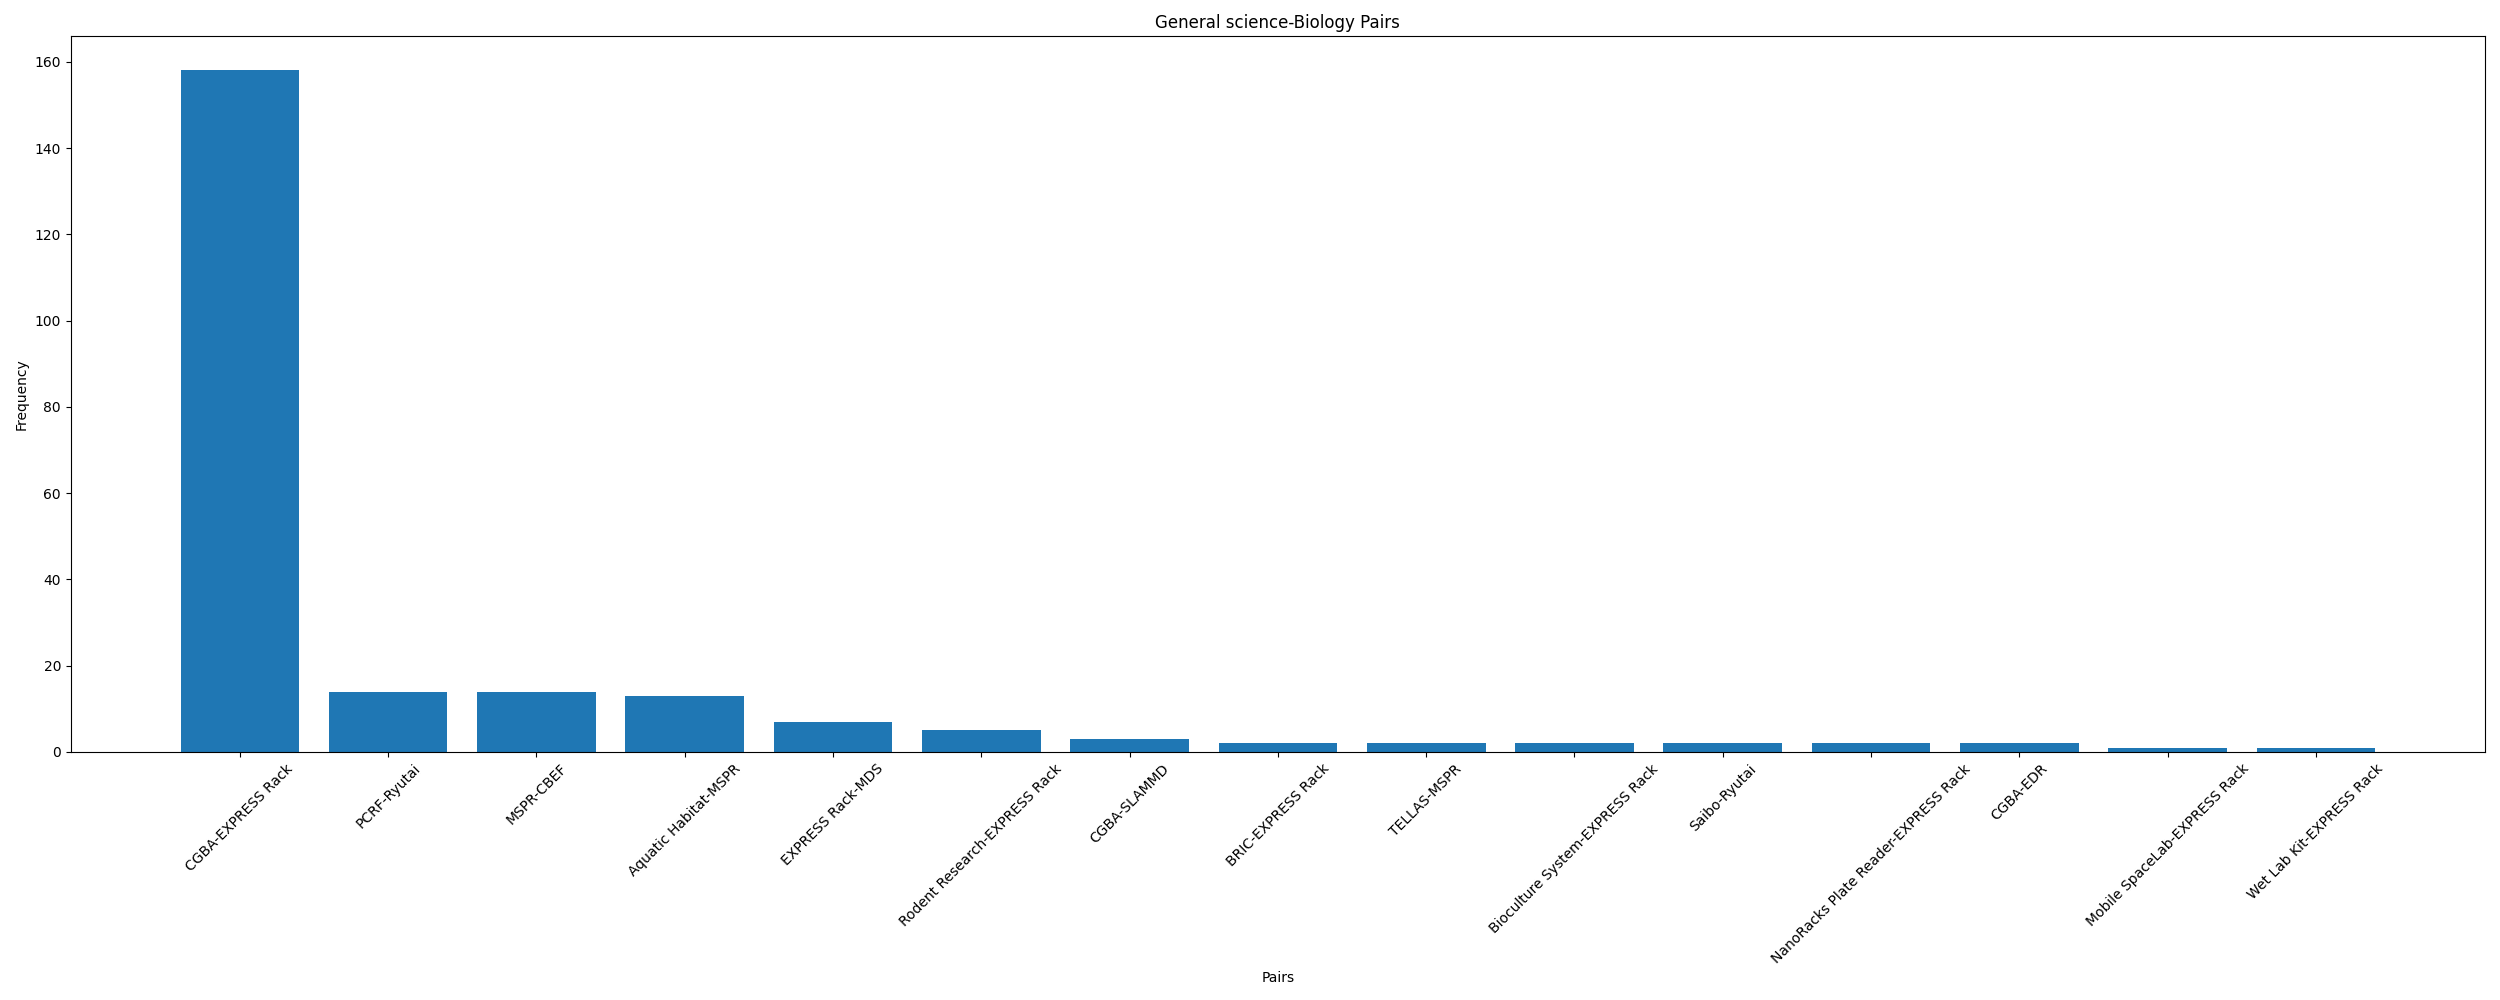 General science-Biology Pairs
Frequency
160
140
120
100
80
60
40
20
0
CGBA-EXPRESS Rack
PCRF-Ryutai
MSPR-CBEF
Aquatic Habitat-MSPR
EXPRESS Rack-MDS
Rodent Research-EXPRESS Rack
CGBA-SLAMMD
BRIC-EXPRESS Rack
TELLAS-MSPR
Bioculture System-EXPRESS Rack
Saibo-Ryutai
NanoRacks Plate Reader-EXPRESS Rack
CGBA-EDR
Mobile SpaceLab-EXPRESS Rack
Wet Lab Kit-EXPRESS Rack
Pairs